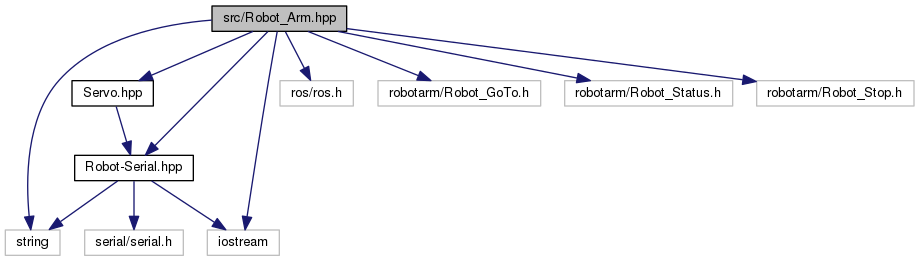 src/Robot_Arm.hpp
Servo.hpp
ros/ros.h
robotarm/Robot_GoTo.h
robotarm/Robot_Status.h
robotarm/Robot_Stop.h
Robot-Serial.hpp
string
serial/serial.h
iostream